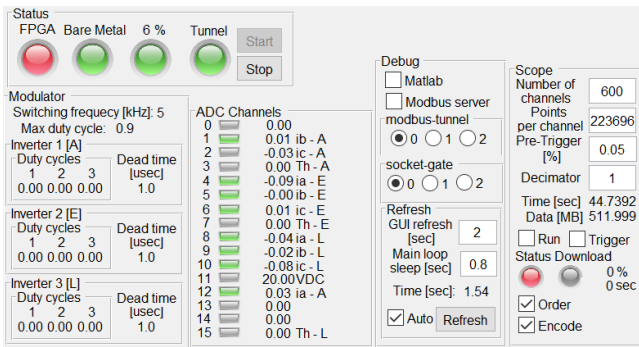 Status
FPGA Bare Metal 6 % Tunnel
Start
Stop
Modulator
Switching frequecy [kHz]: 5
Max duty cycle: 0.9
Inverter 1 [A]
Duty cycles
1 2 3
0.00 0.00 0.00
Dead time
[usec]
1.0
Inverter 2 [E]
Duty cycles
1 2 3
0.00 0.00 0.00
Dead time
[usec]
1.0
Inverter 3 [L]
Duty cycles
1 2 3
0.00 0.00 0.00
Dead time
[usec]
1.0
ADC Channels
0 0.00
1 0.01 ib - A
2 -0.03 ic - A
3 0.00 Th - A
4 -0.09 ia - E
5 -0.00 ib - E
6 0.01 ic - E
7 0.00 Th - E
8 -0.04 ia - L
9 -0.02 ib - L
10 -0.08 ic - L
11 20.00 VDC
12 0.03 ia - A
13 0.00
14 0.00
15 0.00 Th - L
Debug
Matlab
Modbus server
modbus-tunnel
0 1 2
socket-gate
0 1 2
Refresh
GUI refresh
[sec]
2
Main loop
sleep [sec]
0.8
Time [sec]: 1.54
Auto Refresh
Scope
Number of
channels
600
Points
per channel
223696
Pre-Trigger
[%]
0.05
Decimator 1
Time [sec] 44.7392
Data [MB] 511.999
Run Trigger
Status Download
0 %
0 sec
Order
Encode